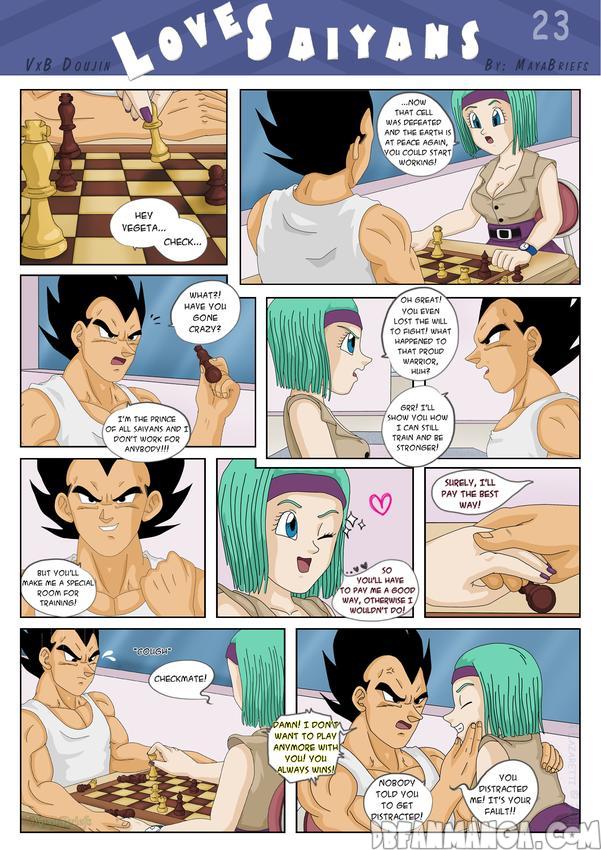 LOVE SAIYANS
23
VXB DOUJIN
BY: MAYABRIEFS
HEY
VEGETA...
CHECK...
...NOW
THAT CELL
WAS DEFEATED
AND THE EARTH IS
AT PEACE AGAIN,
YOU COULD START
WORKING!
WHAT?!
HAVE YOU
GONE
CRAZY?
I'M THE PRINCE
OF ALL SAIYANS AND I
DON'T WORK FOR
ANYBODY!!!
OH GREAT!
YOU EVEN
LOST THE WILL
TO FIGHT! WHAT
HAPPENED TO
THAT PROUD
WARRIOR,
HUH?
GRR! I'LL
SHOW YOU HOW
I CAN STILL
TRAIN AND BE
STRONGER!
BUT YOU'LL
MAKE ME A SPECIAL
ROOM FOR
TRAINING!
SO
YOU'LL HAVE
TO PAY ME A GOOD
WAY, OTHERWISE I
WOULDN'T DO!
SURELY, I'LL
PAY THE BEST
WAY!
*COUGH*
CHECKMATE!
DAMN! I DON'T
WANT TO PLAY
ANYMORE WITH
YOU! YOU
ALWAYS WINS!
NOBODY
TOLD YOU
TO GET
DISTRACTED!
YOU
DISTRACTED
ME! IT'S YOUR
FAULT!!
DBFANMANGA.COM